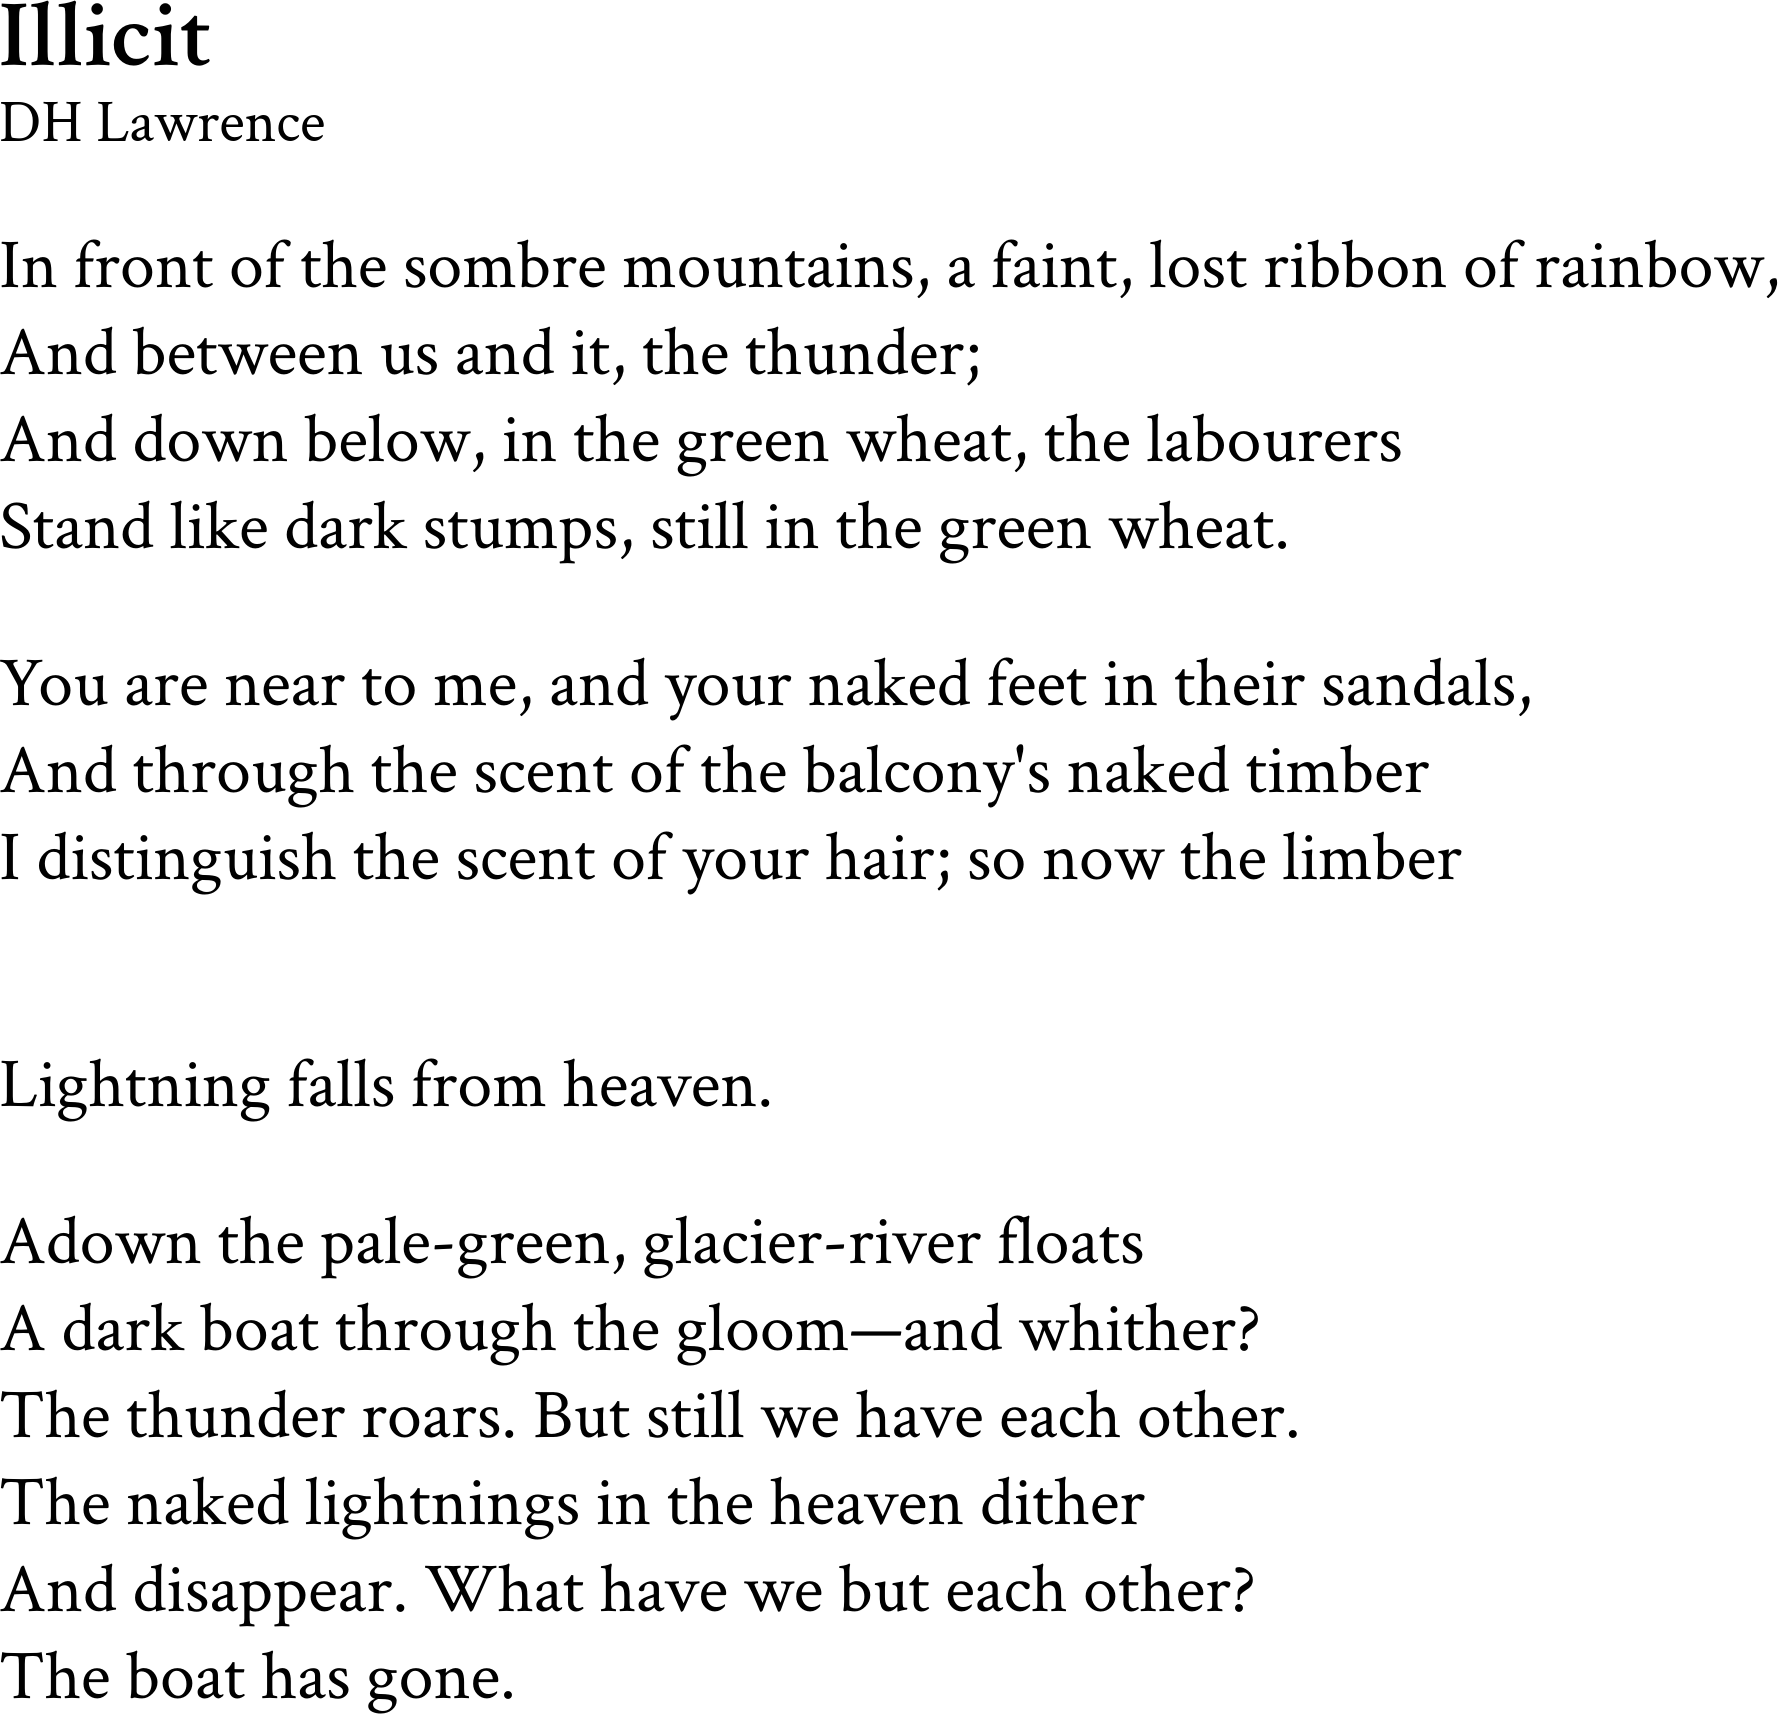 Illicit
DH Lawrence
In front of the sombre mountains, a faint, lost ribbon of rainbow,
And between us and it, the thunder;
And down below, in the green wheat, the labourers
Stand like dark stumps, still in the green wheat.
You are near to me, and your naked feet in their sandals,
And through the scent of the balcony's naked timber
I distinguish the scent of your hair; so now the limber
Lightning falls from heaven.
Adown the pale-green, glacier-river floats
A dark boat through the gloom—and whither?
The thunder roars. But still we have each other.
The naked lightnings in the heaven dither
And disappear. What have we but each other?
The boat has gone.